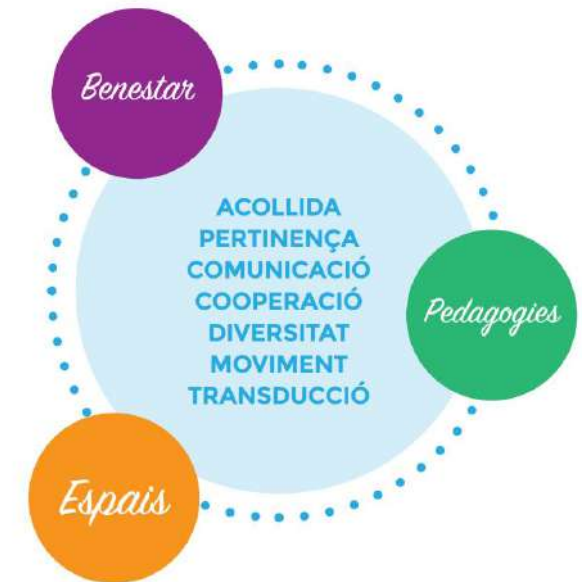 Benestar
ACOLLIDA
PERTINENÇA
COMUNICACIÓ
COOPERACIÓ
DIVERSITAT
MOVIMENT
TRANSDUCCIÓ
Pedagogies
Espais